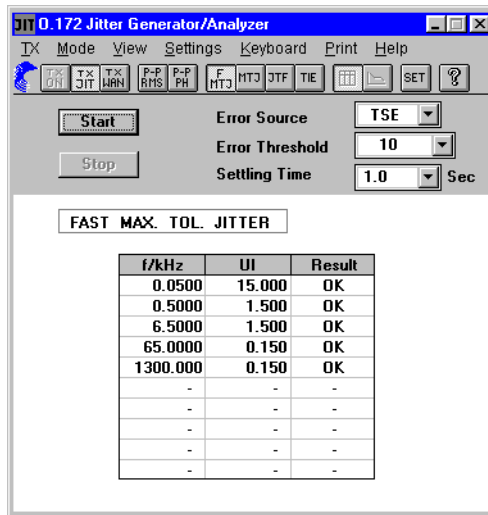 JIT O.172 Jitter Generator/Analyzer
TX Mode View Settings Keyboard Print Help
TX ON TX JIT TX WAN P-P RMS P-P PH F MTJ MTJ JTF TIE SET ?
Start Error Source TSE
Error Threshold 10
Stop Settling Time 1.0 Sec
FAST MAX. TOL. JITTER
f/kHz UI Result
0.0500 15.000 OK
0.5000 1.500 OK
6.5000 1.500 OK
65.0000 0.150 OK
1300.000 0.150 OK
- - -
- - -
- - -
- - -
- - -